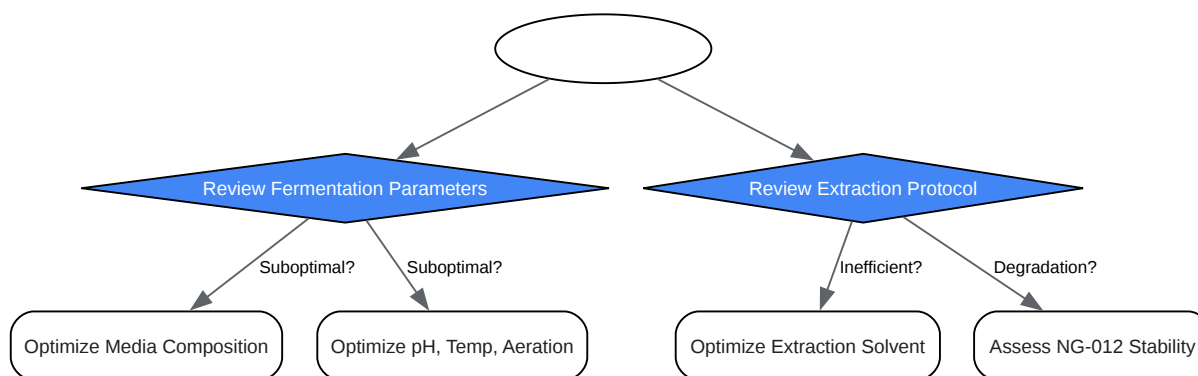 Review Fermentation Parameters
Review Extraction Protocol
Suboptimal?
Suboptimal?
Inefficient?
Degradation?
Optimize Media Composition
Optimize pH, Temp, Aeration
Optimize Extraction Solvent
Assess NG-012 Stability